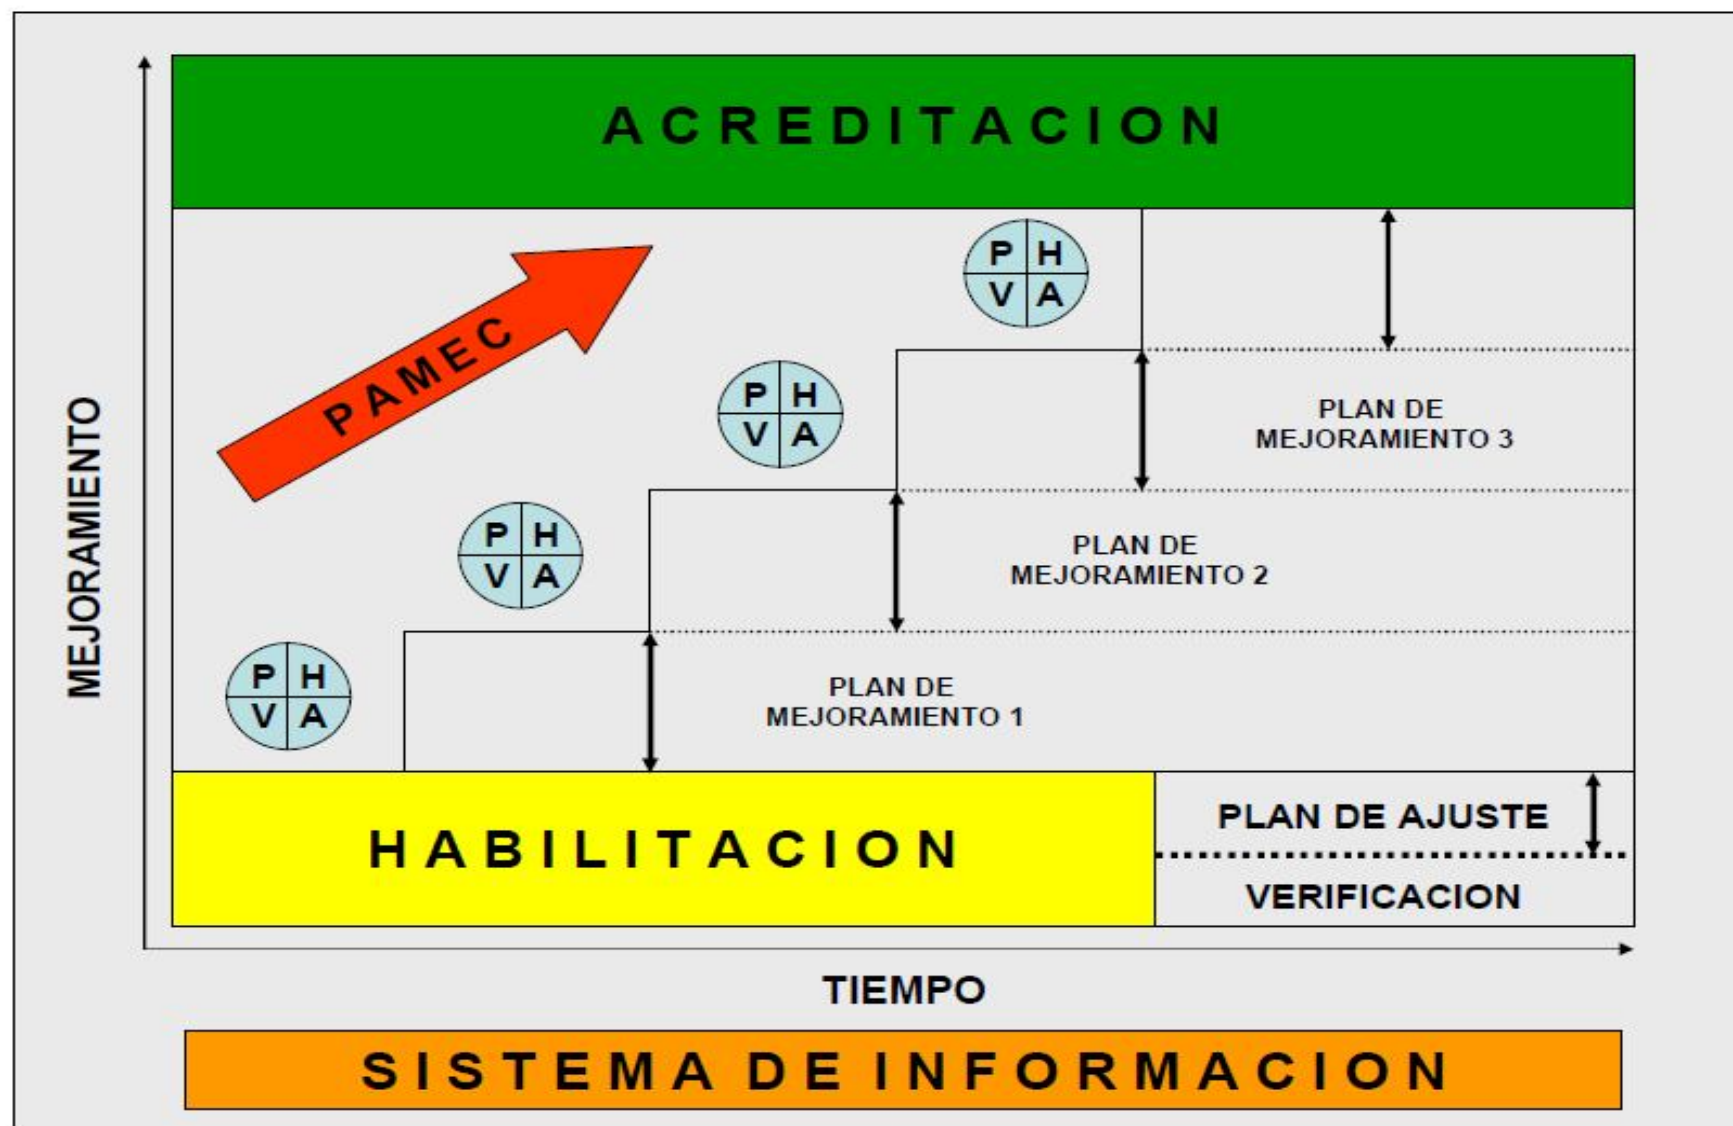 ACREDITACION
P H
V A
PAMEC
P H
V A
PLAN DE
MEJORAMIENTO 3
P H
V A
PLAN DE
MEJORAMIENTO 2
P H
V A
PLAN DE
MEJORAMIENTO 1
MEJORAMIENTO
HABILITACION
PLAN DE AJUSTE
VERIFICACION
TIEMPO
SISTEMA DE INFORMACION